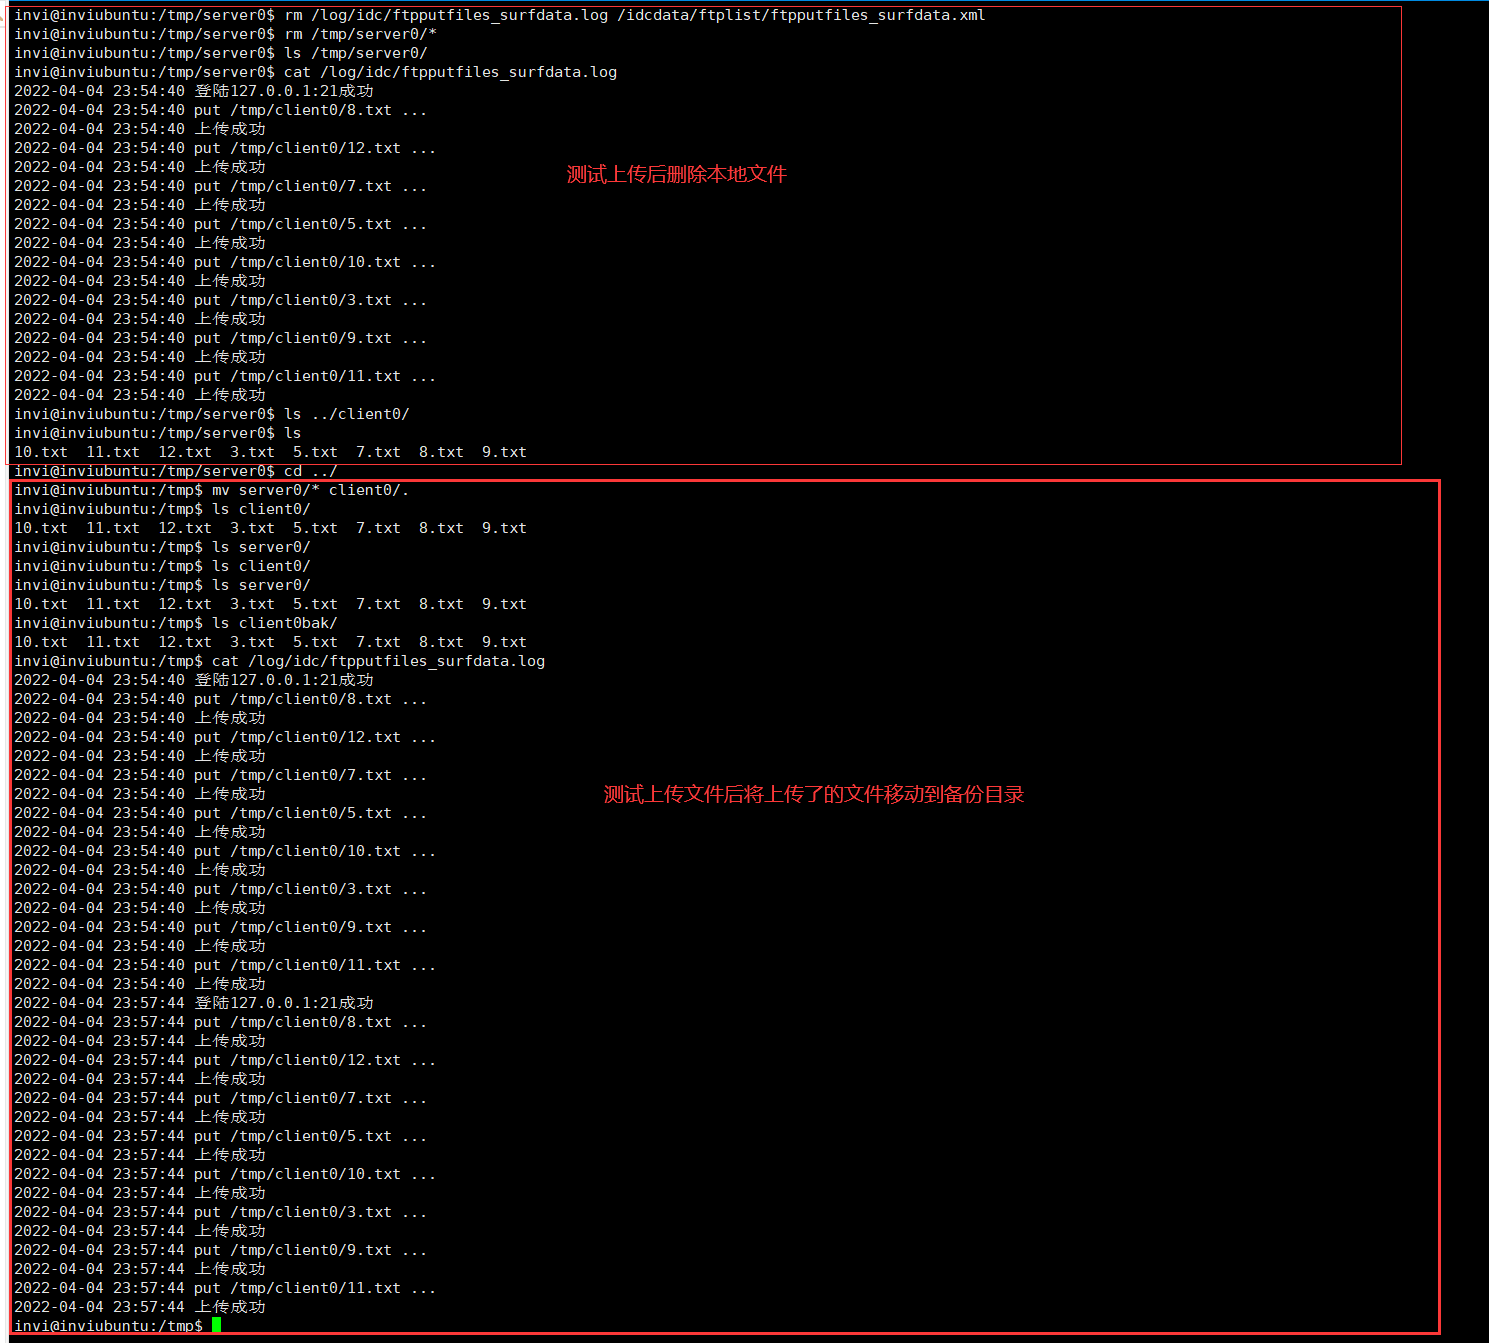 invi@inviubuntu:/tmp/server0$ rm /log/idc/ftpputfiles_surfdata.log /idcdata/ftplist/ftpputfiles_surfdata.xml
invi@inviubuntu:/tmp/server0$ rm /tmp/server0/*
invi@inviubuntu:/tmp/server0$ ls /tmp/server0/
invi@inviubuntu:/tmp/server0$ cat /log/idc/ftpputfiles_surfdata.log
2022-04-04 23:54:40 登陆127.0.0.1:21成功
2022-04-04 23:54:40 put /tmp/client0/8.txt ...
2022-04-04 23:54:40 上传成功
2022-04-04 23:54:40 put /tmp/client0/12.txt ...
2022-04-04 23:54:40 上传成功
测试上传后删除本地文件
2022-04-04 23:54:40 put /tmp/client0/7.txt ...
2022-04-04 23:54:40 上传成功
2022-04-04 23:54:40 put /tmp/client0/5.txt ...
2022-04-04 23:54:40 上传成功
2022-04-04 23:54:40 put /tmp/client0/10.txt ...
2022-04-04 23:54:40 上传成功
2022-04-04 23:54:40 put /tmp/client0/3.txt ...
2022-04-04 23:54:40 上传成功
2022-04-04 23:54:40 put /tmp/client0/9.txt ...
2022-04-04 23:54:40 上传成功
2022-04-04 23:54:40 put /tmp/client0/11.txt ...
2022-04-04 23:54:40 上传成功
invi@inviubuntu:/tmp/server0$ ls ../client0/
invi@inviubuntu:/tmp/server0$ ls
10.txt  11.txt  12.txt  3.txt  5.txt  7.txt  8.txt  9.txt
invi@inviubuntu:/tmp/server0$ cd ../
invi@inviubuntu:/tmp$ mv server0/* client0/.
invi@inviubuntu:/tmp$ ls client0/
10.txt  11.txt  12.txt  3.txt  5.txt  7.txt  8.txt  9.txt
invi@inviubuntu:/tmp$ ls server0/
invi@inviubuntu:/tmp$ ls client0/
invi@inviubuntu:/tmp$ ls server0/
10.txt  11.txt  12.txt  3.txt  5.txt  7.txt  8.txt  9.txt
invi@inviubuntu:/tmp$ ls client0bak/
10.txt  11.txt  12.txt  3.txt  5.txt  7.txt  8.txt  9.txt
invi@inviubuntu:/tmp$ cat /log/idc/ftpputfiles_surfdata.log
2022-04-04 23:54:40 登陆127.0.0.1:21成功
2022-04-04 23:54:40 put /tmp/client0/8.txt ...
2022-04-04 23:54:40 上传成功
2022-04-04 23:54:40 put /tmp/client0/12.txt ...
2022-04-04 23:54:40 上传成功
2022-04-04 23:54:40 put /tmp/client0/7.txt ...
2022-04-04 23:54:40 上传成功
测试上传文件后将上传了的文件移动到备份目录
2022-04-04 23:54:40 put /tmp/client0/5.txt ...
2022-04-04 23:54:40 上传成功
2022-04-04 23:54:40 put /tmp/client0/10.txt ...
2022-04-04 23:54:40 上传成功
2022-04-04 23:54:40 put /tmp/client0/3.txt ...
2022-04-04 23:54:40 上传成功
2022-04-04 23:54:40 put /tmp/client0/9.txt ...
2022-04-04 23:54:40 上传成功
2022-04-04 23:54:40 put /tmp/client0/11.txt ...
2022-04-04 23:54:40 上传成功
2022-04-04 23:57:44 登陆127.0.0.1:21成功
2022-04-04 23:57:44 put /tmp/client0/8.txt ...
2022-04-04 23:57:44 上传成功
2022-04-04 23:57:44 put /tmp/client0/12.txt ...
2022-04-04 23:57:44 上传成功
2022-04-04 23:57:44 put /tmp/client0/7.txt ...
2022-04-04 23:57:44 上传成功
2022-04-04 23:57:44 put /tmp/client0/5.txt ...
2022-04-04 23:57:44 上传成功
2022-04-04 23:57:44 put /tmp/client0/10.txt ...
2022-04-04 23:57:44 上传成功
2022-04-04 23:57:44 put /tmp/client0/3.txt ...
2022-04-04 23:57:44 上传成功
2022-04-04 23:57:44 put /tmp/client0/9.txt ...
2022-04-04 23:57:44 上传成功
2022-04-04 23:57:44 put /tmp/client0/11.txt ...
2022-04-04 23:57:44 上传成功
invi@inviubuntu:/tmp$